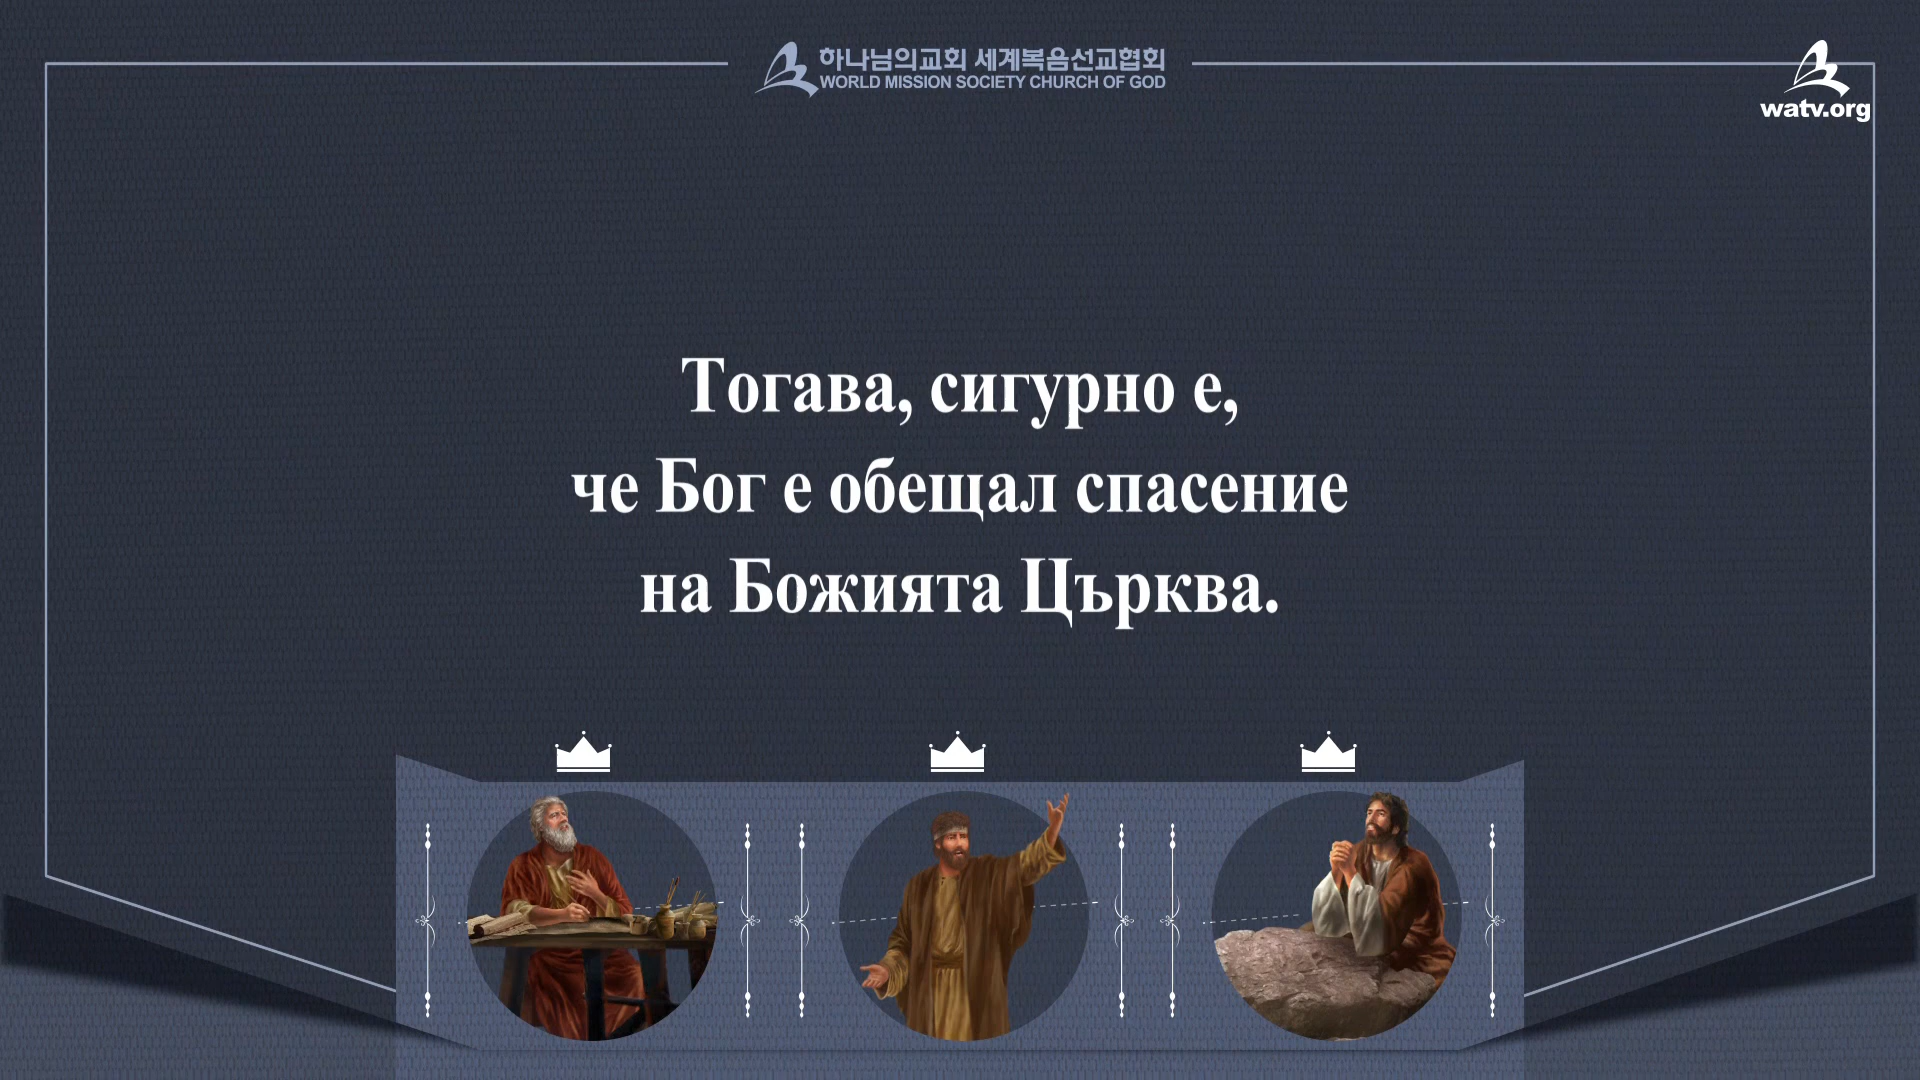 하나님의교회 세계복음선교협회
WORLD MISSION SOCIETY CHURCH OF GOD
watv.org
Тогава, сигурно е,
че Бог е обещал спасение
на Божията Църква.